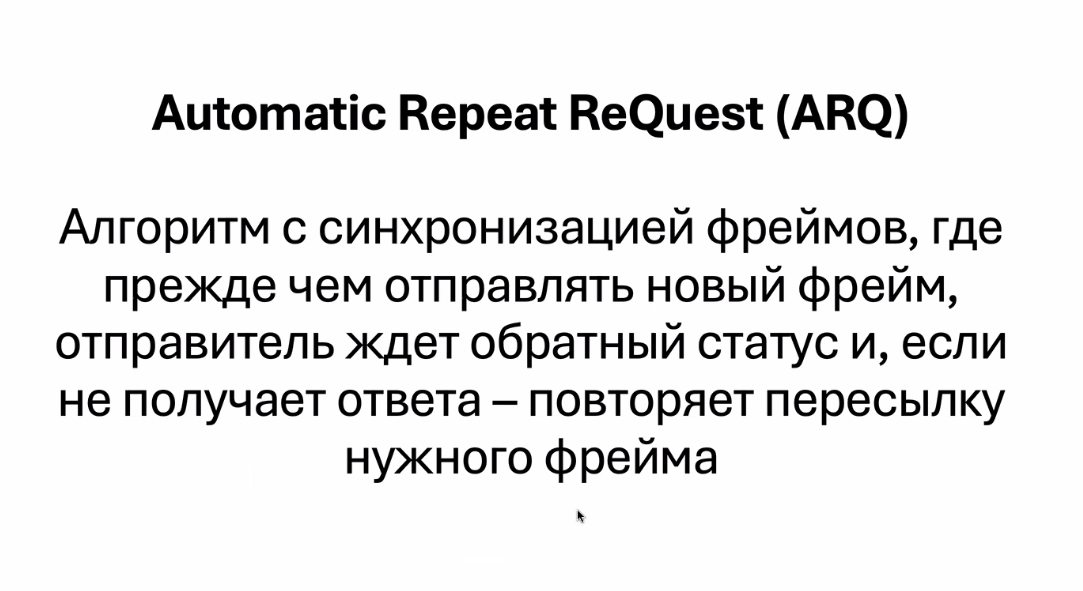 Automatic Repeat ReQuest (ARQ)
Алгоритм с синхронизацией фреймов, где
прежде чем отправлять новый фрейм,
отправитель ждет обратный статус и, если
не получает ответа – повторяет пересылку
нужного фрейма